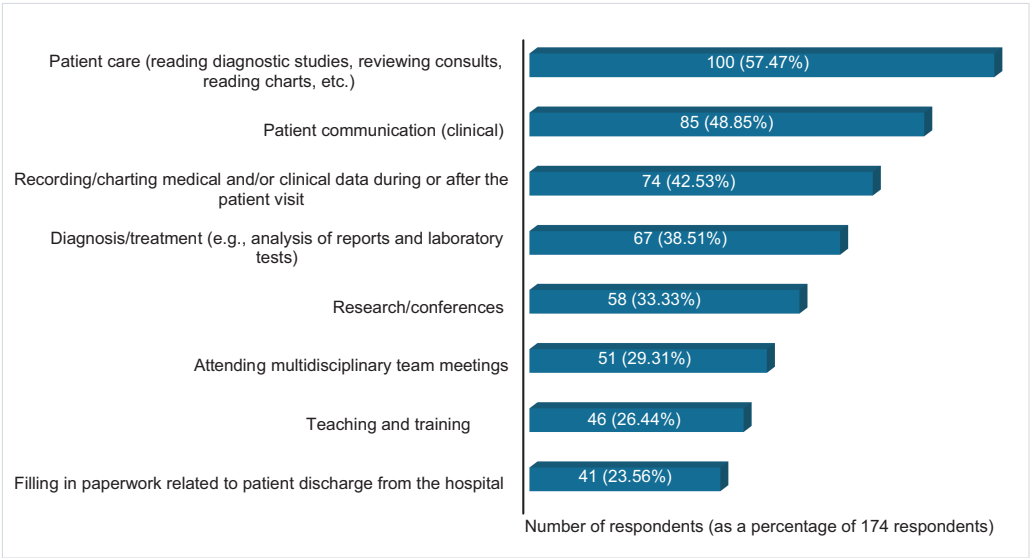 Patient care (reading diagnostic studies, reviewing consults,
reading charts, etc.)
100 (57.47%)
Patient communication (clinical)
85 (48.85%)
Recording/charting medical and/or clinical data during or after the
patient visit
74 (42.53%)
Diagnosis/treatment (e.g., analysis of reports and laboratory
tests)
67 (38.51%)
Research/conferences
58 (33.33%)
Attending multidisciplinary team meetings
51 (29.31%)
Teaching and training
46 (26.44%)
Filling in paperwork related to patient discharge from the hospital
41 (23.56%)
Number of respondents (as a percentage of 174 respondents)